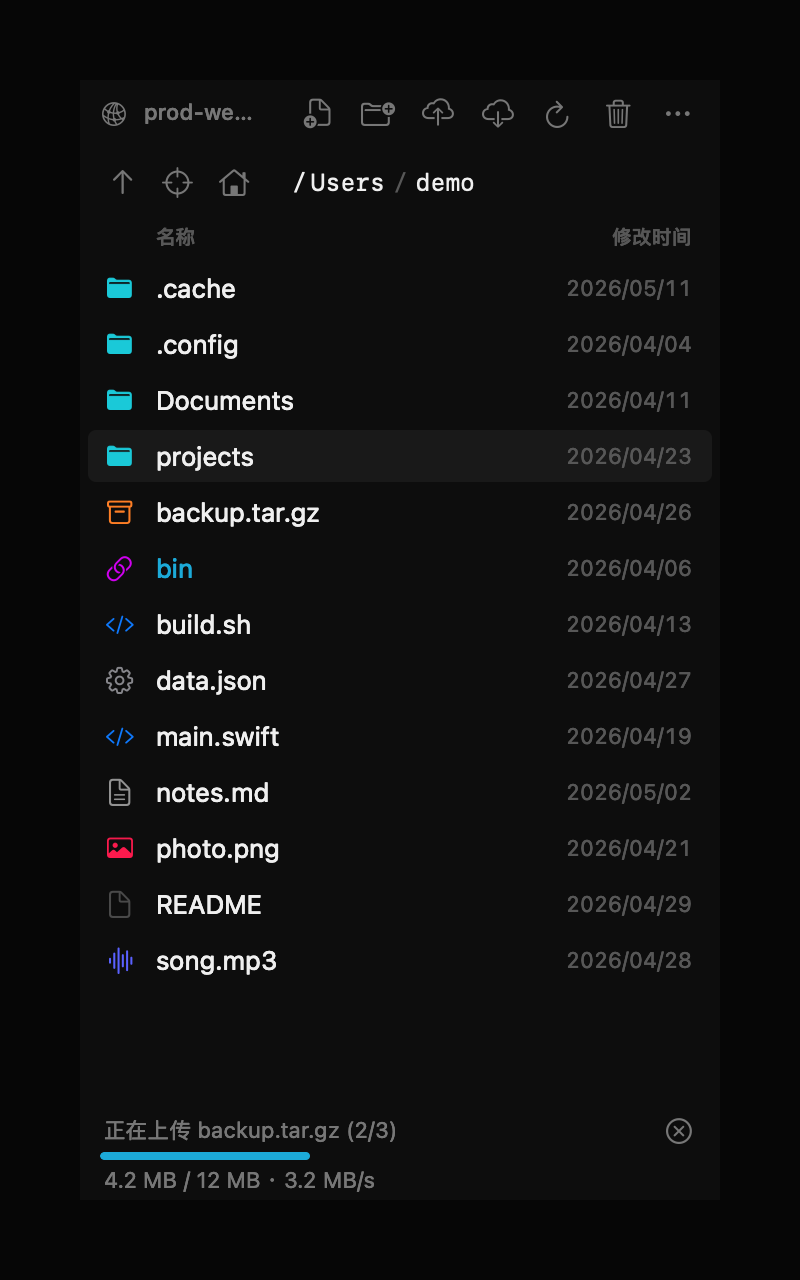 prod-we...
/Users / demo
名称 修改时间
.cache 2026/05/11
.config 2026/04/04
Documents 2026/04/11
projects 2026/04/23
backup.tar.gz 2026/04/26
bin 2026/04/06
build.sh 2026/04/13
data.json 2026/04/27
main.swift 2026/04/19
notes.md 2026/05/02
photo.png 2026/04/21
README 2026/04/29
song.mp3 2026/04/28
正在上传 backup.tar.gz (2/3)
4.2 MB / 12 MB · 3.2 MB/s